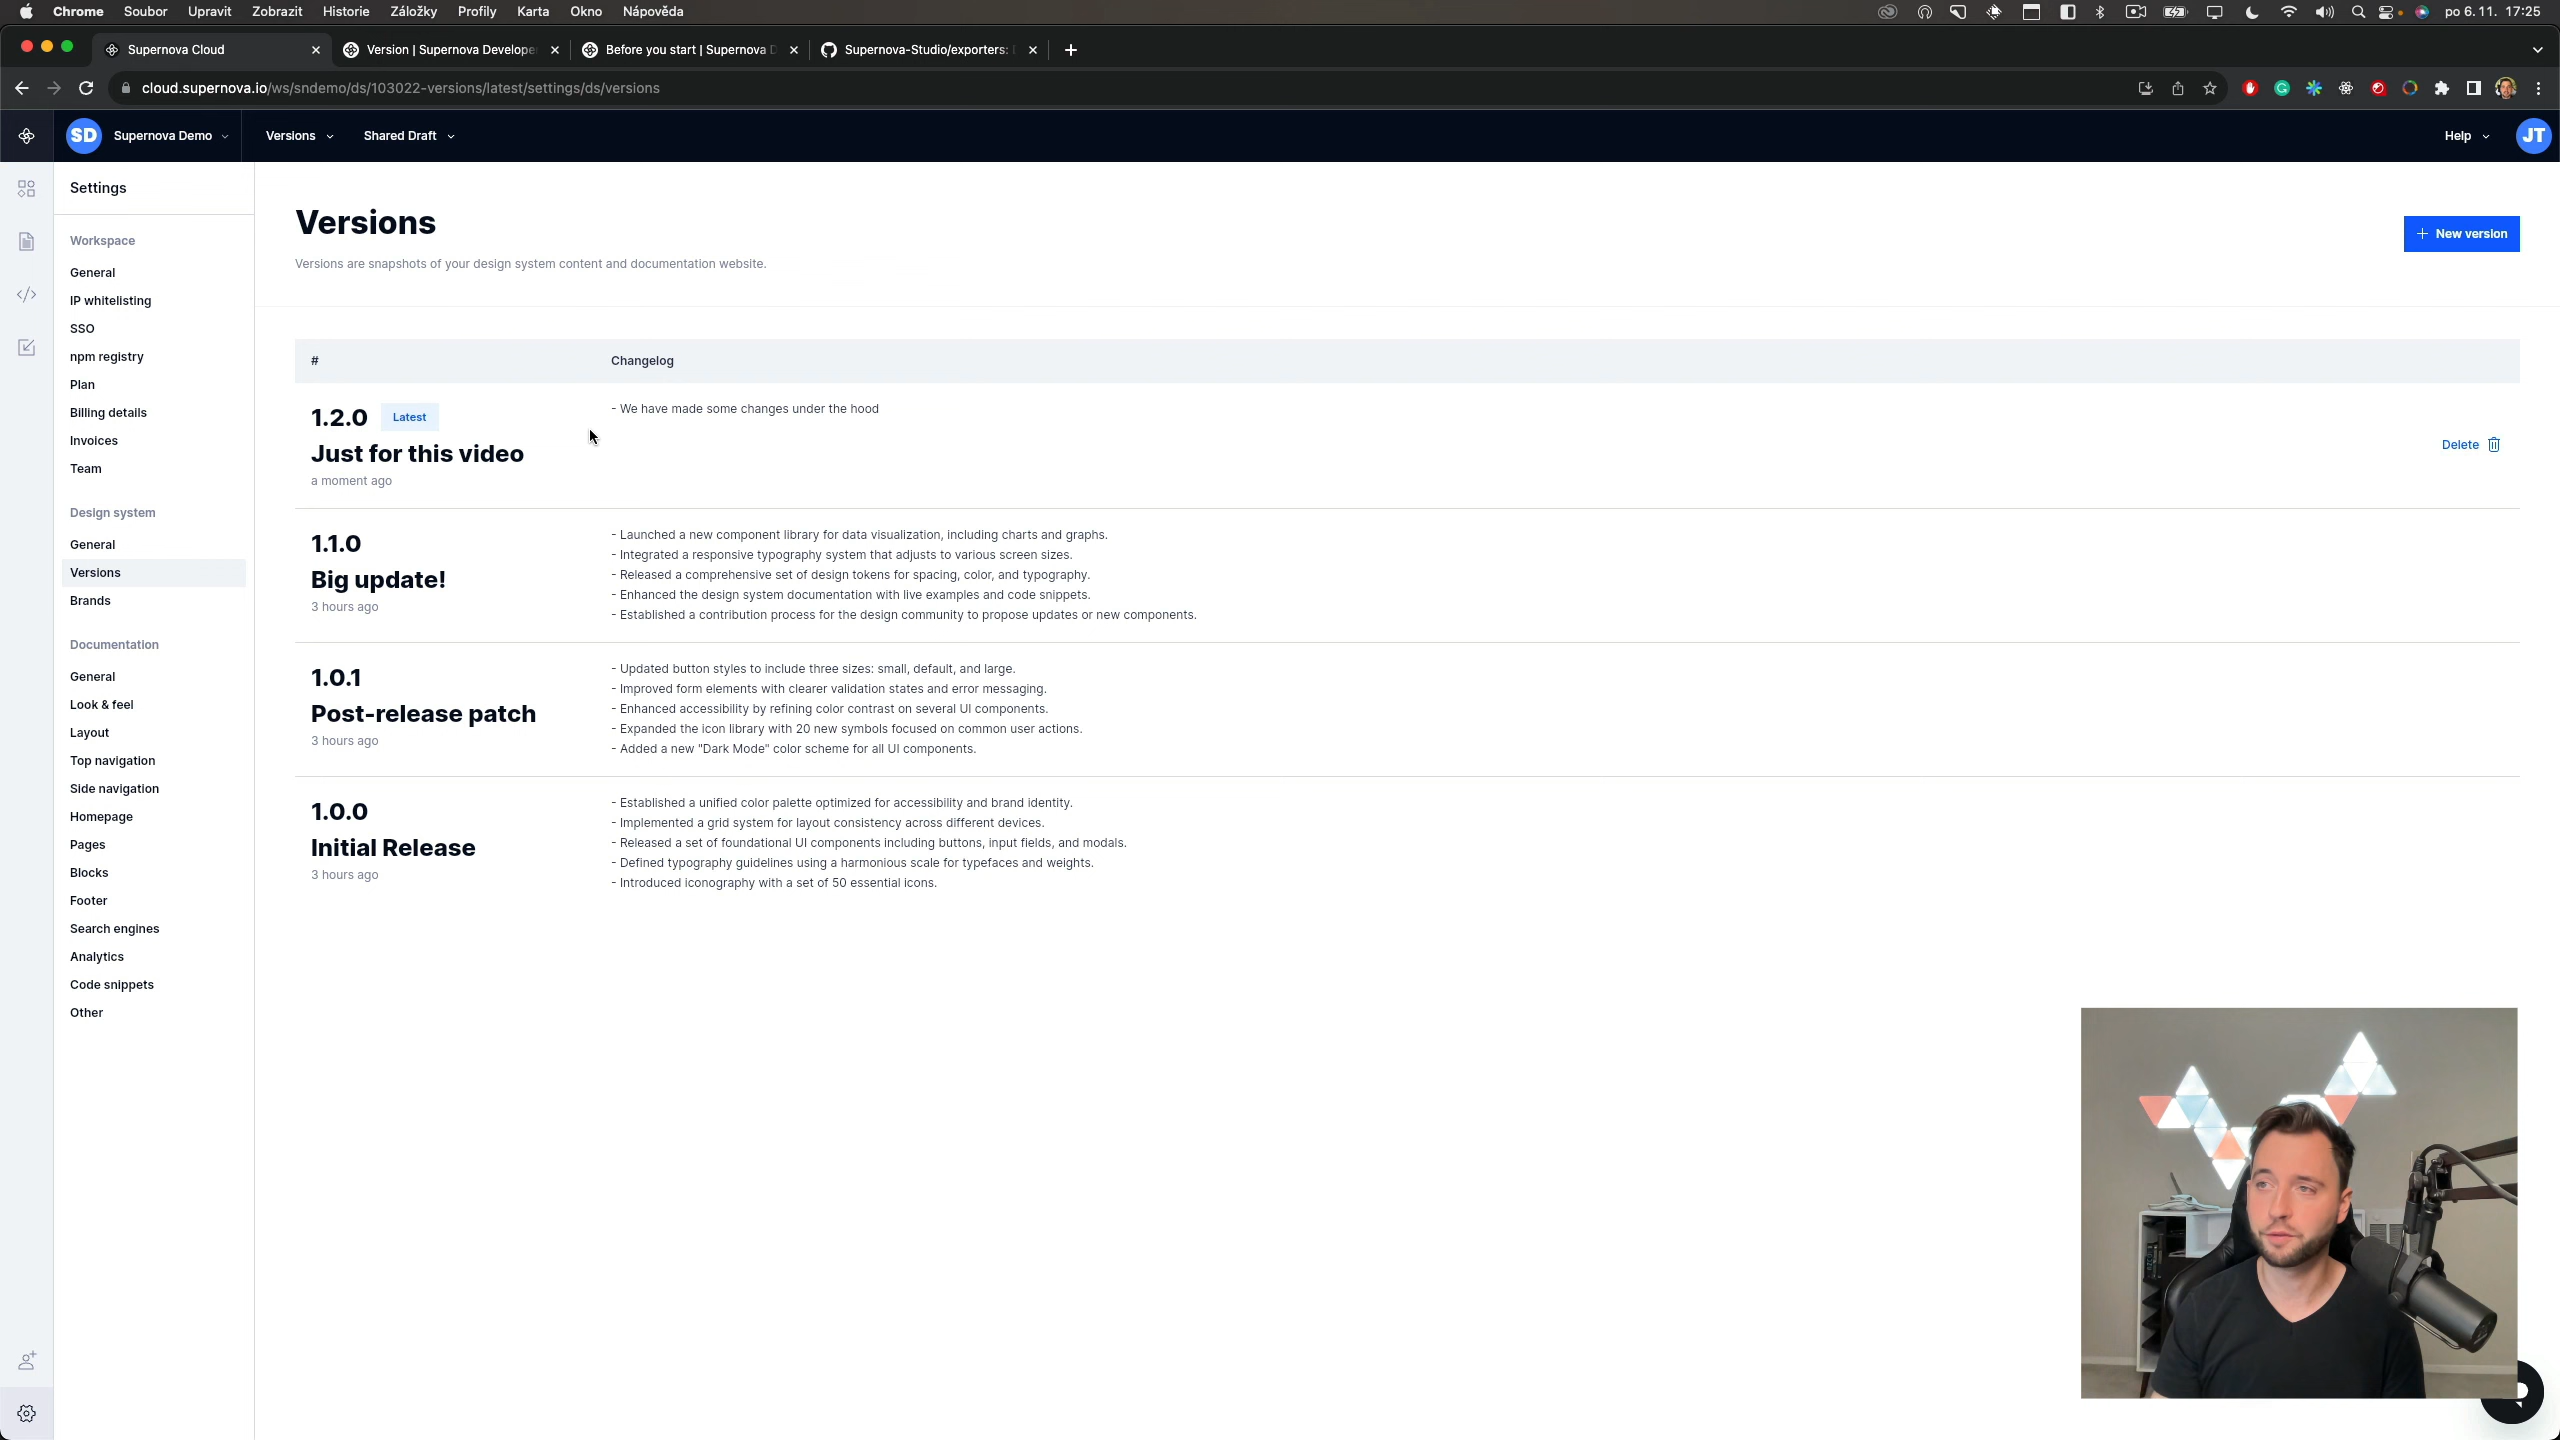 Chrome Soubor Upravit Zobrazit Historie Záložky Profily Karta Okno Nápověda po 6. 11. 17:25
Supernova Cloud Version | Supernova Develope Before you start | Supernova D Supernova-Studio/exporters:
cloud.supernova.io/ws/sndemo/ds/103022-versions/latest/settings/ds/versions
SD Supernova Demo Versions Shared Draft Help JT
Settings
Workspace
General
IP whitelisting
SSO
npm registry
Plan
Billing details
Invoices
Team
Design system
General
Versions
Brands
Documentation
General
Look & feel
Layout
Top navigation
Side navigation
Homepage
Pages
Blocks
Footer
Search engines
Analytics
Code snippets
Other
Versions
Versions are snapshots of your design system content and documentation website.
+ New version
# Changelog
1.2.0 Latest
Just for this video
a moment ago
- We have made some changes under the hood
Delete
1.1.0
Big update!
3 hours ago
- Launched a new component library for data visualization, including charts and graphs.
- Integrated a responsive typography system that adjusts to various screen sizes.
- Released a comprehensive set of design tokens for spacing, color, and typography.
- Enhanced the design system documentation with live examples and code snippets.
- Established a contribution process for the design community to propose updates or new components.
1.0.1
Post-release patch
3 hours ago
- Updated button styles to include three sizes: small, default, and large.
- Improved form elements with clearer validation states and error messaging.
- Enhanced accessibility by refining color contrast on several UI components.
- Expanded the icon library with 20 new symbols focused on common user actions.
- Added a new "Dark Mode" color scheme for all UI components.
1.0.0
Initial Release
3 hours ago
- Established a unified color palette optimized for accessibility and brand identity.
- Implemented a grid system for layout consistency across different devices.
- Released a set of foundational UI components including buttons, input fields, and modals.
- Defined typography guidelines using a harmonious scale for typefaces and weights.
- Introduced iconography with a set of 50 essential icons.